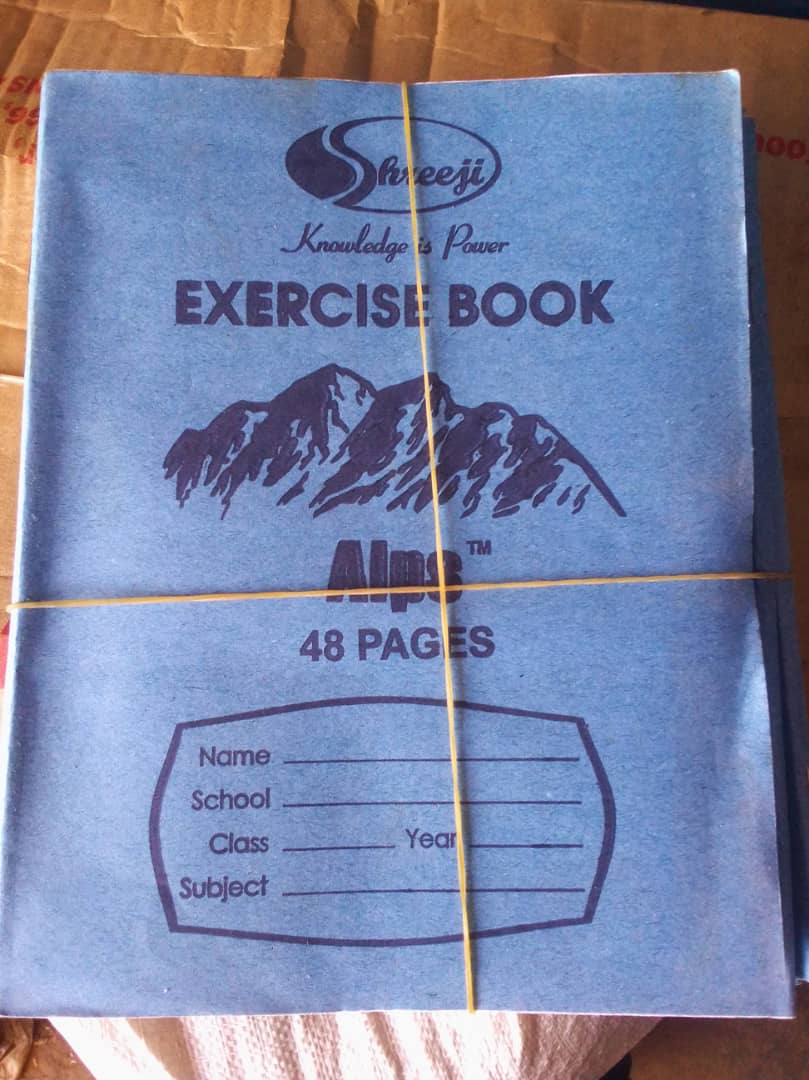 Shreeji
Knowledge is Power
EXERCISE BOOK
Alps™
48 PAGES
Name
School
Class Year
Subject